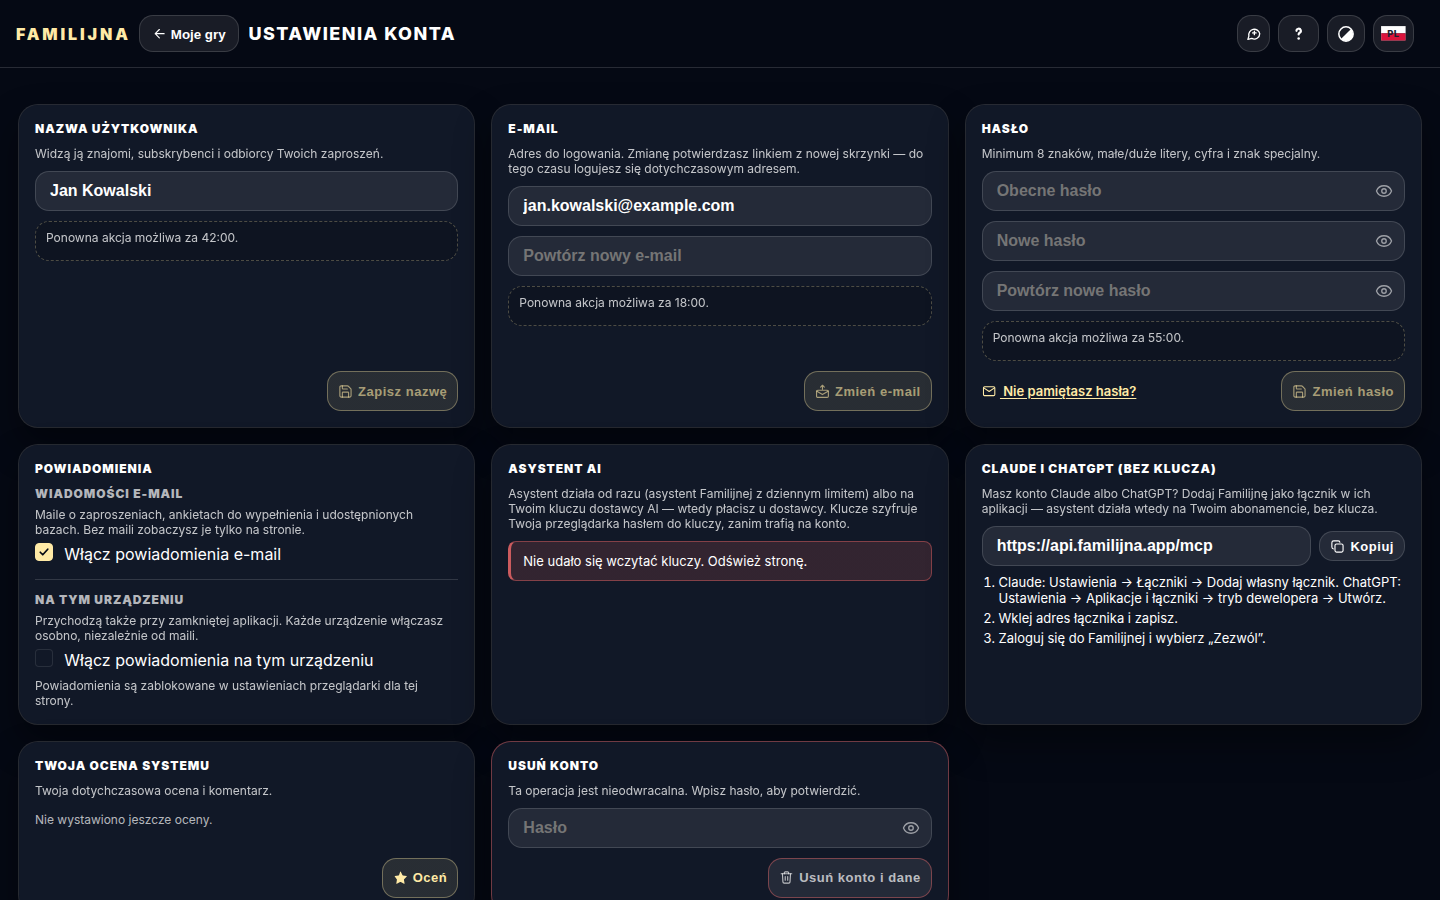 FAMILIJNA
← Moje gry
USTAWIENIA KONTA
?
PL
NAZWA UŻYTKOWNIKA
Widzą ją znajomi, subskrybenci i odbiorcy Twoich zaproszeń.
Jan Kowalski
Ponowna akcja możliwa za 42:00.
Zapisz nazwę
E-MAIL
Adres do logowania. Zmianę potwierdzasz linkiem z nowej skrzynki — do
tego czasu logujesz się dotychczasowym adresem.
jan.kowalski@example.com
Powtórz nowy e-mail
Ponowna akcja możliwa za 18:00.
Zmień e-mail
HASŁO
Minimum 8 znaków, małe/duże litery, cyfra i znak specjalny.
Obecne hasło
Nowe hasło
Powtórz nowe hasło
Ponowna akcja możliwa za 55:00.
Nie pamiętasz hasła?
Zmień hasło
POWIADOMIENIA
WIADOMOŚCI E-MAIL
Maile o zaproszeniach, ankietach do wypełnienia i udostępnionych
bazach. Bez maili zobaczysz je tylko na stronie.
Włącz powiadomienia e-mail
NA TYM URZĄDZENIU
Przychodzą także przy zamkniętej aplikacji. Każde urządzenie włączasz
osobno, niezależnie od maili.
Włącz powiadomienia na tym urządzeniu
Powiadomienia są zablokowane w ustawieniach przeglądarki dla tej
strony.
ASYSTENT AI
Asystent działa od razu (asystent Familijnej z dziennym limitem) albo na
Twoim kluczu dostawcy AI — wtedy płacisz u dostawcy. Klucze szyfruje
Twoja przeglądarka hasłem do kluczy, zanim trafią na konto.
Nie udało się wczytać kluczy. Odśwież stronę.
CLAUDE I CHATGPT (BEZ KLUCZA)
Masz konto Claude albo ChatGPT? Dodaj Familijnę jako łącznik w ich
aplikacji — asystent działa wtedy na Twoim abonamencie, bez klucza.
https://api.familijna.app/mcp
Kopiuj
1. Claude: Ustawienia → Łączniki → Dodaj własny łącznik. ChatGPT:
Ustawienia → Aplikacje i łączniki → tryb dewelopera → Utwórz.
2. Wklej adres łącznika i zapisz.
3. Zaloguj się do Familijnej i wybierz „Zezwól”.
TWOJA OCENA SYSTEMU
Twoja dotychczasowa ocena i komentarz.
Nie wystawiono jeszcze oceny.
Oceń
USUŃ KONTO
Ta operacja jest nieodwracalna. Wpisz hasło, aby potwierdzić.
Hasło
Usuń konto i dane